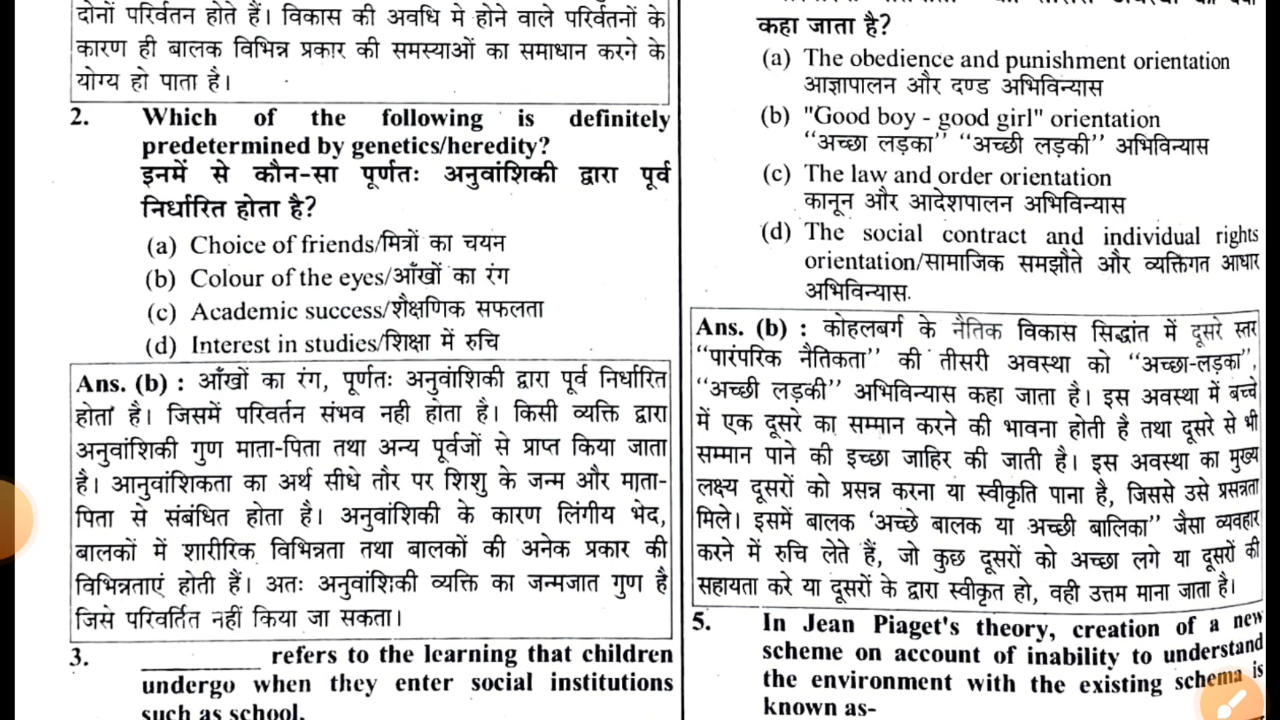 दोनों परिर्वतन होते हैं। विकास की अवधि मे होने वाले परिर्वतनों के
कारण ही बालक विभिन्न प्रकार की समस्याओं का समाधान करने के
योग्य हो पाता है।
2. Which of the following is definitely
predetermined by genetics/heredity?
इनमें से कौन-सा पूर्णतः अनुवांशिकी द्वारा पूर्व
निर्धारित होता है?
(a) Choice of friends/मित्रों का चयन
(b) Colour of the eyes/आँखों का रंग
(c) Academic success/शैक्षणिक सफलता
(d) Interest in studies/शिक्षा में रुचि
Ans. (b) : आँखों का रंग, पूर्णतः अनुवांशिकी द्वारा पूर्व निर्धारित
होता है। जिसमें परिवर्तन संभव नही होता है। किसी व्यक्ति द्वारा
अनुवांशिकी गुण माता-पिता तथा अन्य पूर्वजों से प्राप्त किया जाता
है। आनुवांशिकता का अर्थ सीधे तौर पर शिशु के जन्म और माता-
पिता से संबंधित होता है। अनुवांशिकी के कारण लिंगीय भेद,
बालकों में शारीरिक विभिन्नता तथा बालकों की अनेक प्रकार की
विभिन्नताएं होती हैं। अतः अनुवांशिकी व्यक्ति का जन्मजात गुण है
जिसे परिवर्तित नहीं किया जा सकता।
3. ________ refers to the learning that children
undergo when they enter social institutions
such as school.
कहा जाता है?
(a) The obedience and punishment orientation
आज्ञापालन और दण्ड अभिविन्यास
(b) "Good boy - good girl" orientation
“अच्छा लड़का” “अच्छी लड़की” अभिविन्यास
(c) The law and order orientation
कानून और आदेशपालन अभिविन्यास
(d) The social contract and individual rights
orientation/सामाजिक समझौते और व्यक्तिगत आधार
अभिविन्यास.
Ans. (b) : कोहलबर्ग के नैतिक विकास सिद्धांत में दूसरे स्तर
“पारंपरिक नैतिकता” की तीसरी अवस्था को “अच्छा-लड़का”,
“अच्छी लड़की” अभिविन्यास कहा जाता है। इस अवस्था में बच्चे
में एक दूसरे का सम्मान करने की भावना होती है तथा दूसरे से भी
सम्मान पाने की इच्छा जाहिर की जाती है। इस अवस्था का मुख्य
लक्ष्य दूसरों को प्रसन्न करना या स्वीकृति पाना है, जिससे उसे प्रसन्नता
मिले। इसमें बालक ‘अच्छे बालक या अच्छी बालिका” जैसा व्यवहार
करने में रुचि लेते हैं, जो कुछ दूसरों को अच्छा लगे या दूसरों की
सहायता करे या दूसरों के द्वारा स्वीकृत हो, वही उत्तम माना जाता है।
5. In Jean Piaget's theory, creation of a new
scheme on account of inability to understand
the environment with the existing schema is
known as-